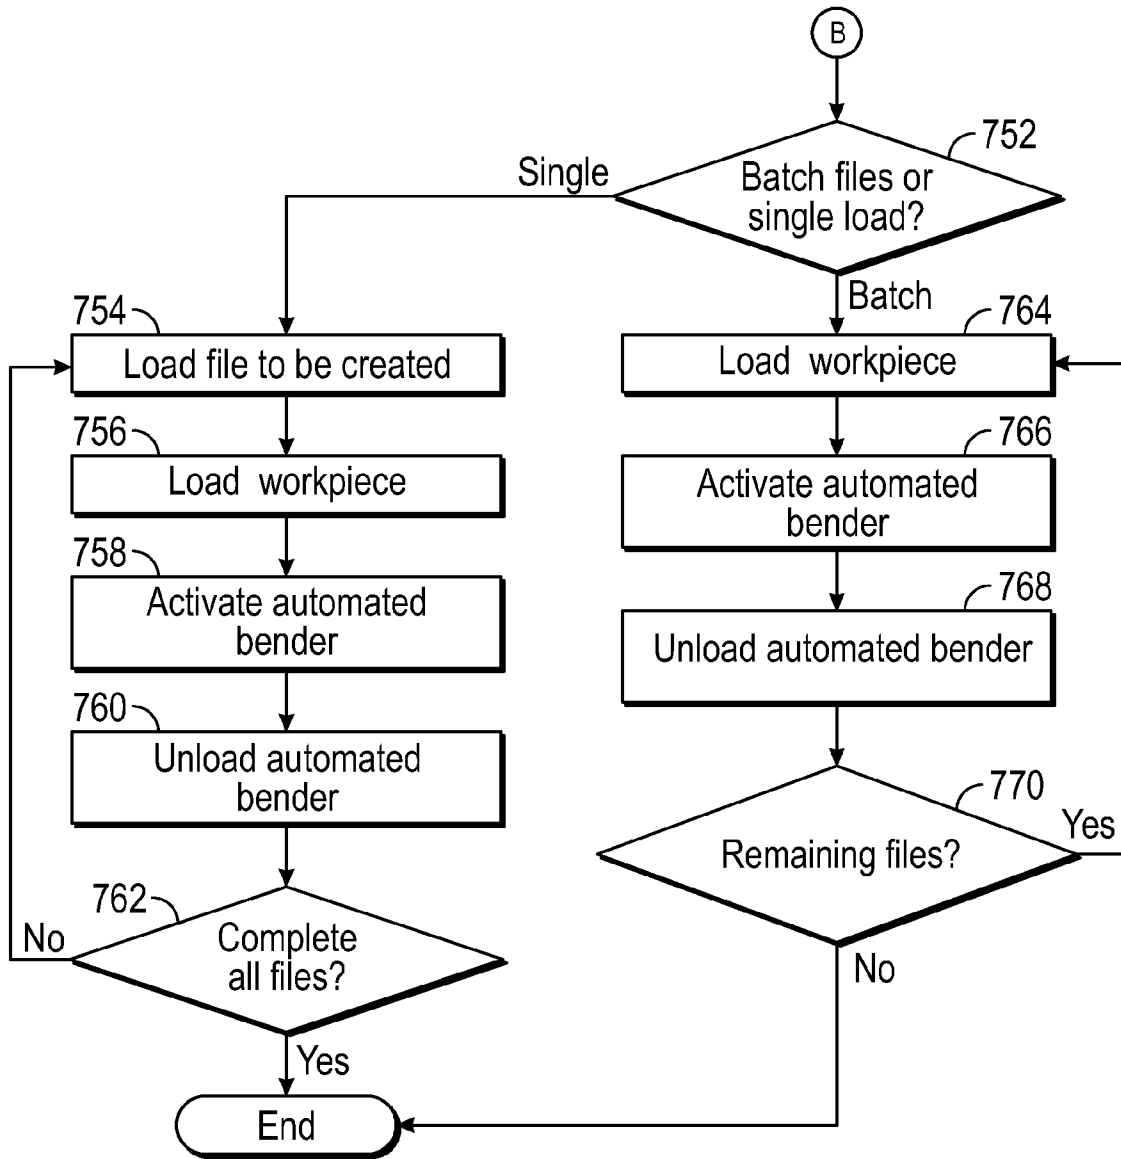 B
752
Batch files or
single load?
Single
Batch
754
Load file to be created
756
Load workpiece
758
Activate automated
bender
760
Unload automated
bender
762
Complete
all files?
No
Yes
End
764
Load workpiece
766
Activate automated
bender
768
Unload automated bender
770
Remaining files?
Yes
No